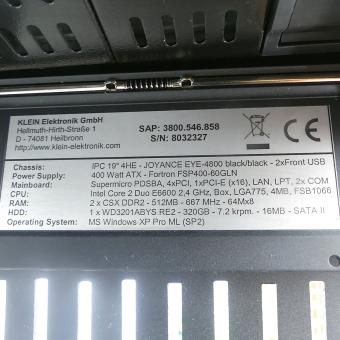 KLEIN Elektronik GmbH
Hellmuth-Hirth-Straße 1
D - 74081 Heilbronn
http://www.klein-elektronik.com
SAP: 3800.546.858
S/N: 8032327
CE
Chassis: IPC 19" 4HE - JOYANCE EYE-4800 black/black - 2xFront USB
Power Supply: 400 Watt ATX - Fortron FSP400-60GLN
Mainboard: Supermicro PDSBA, 4xPCI, 1xPCI-E (x16), LAN, LPT, 2x COM
CPU: Intel Core 2 Duo E6600 2,4 GHz, Box, LGA775, 4MB, FSB1066
RAM: 2 x CSX DDR2 - 512MB - 667 MHz - 64Mx8
HDD: 1 x WD3201ABYS RE2 - 320GB - 7.2 krpm. - 16MB - SATA II
Operating System: MS Windows XP Pro ML (SP2)